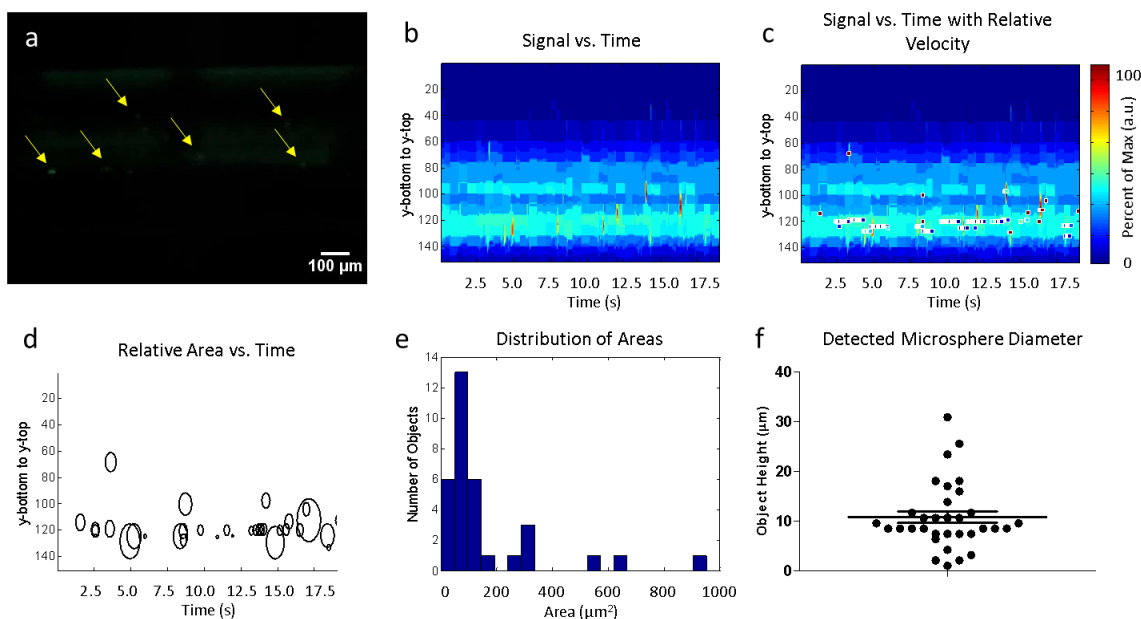 a
100 µm
b
Signal vs. Time
y-bottom to y-top
20
40
60
80
100
120
140
2.5 5.0 7.5 10.0 12.5 15.0 17.5
Time (s)
c
Signal vs. Time with Relative
Velocity
y-bottom to y-top
20
40
60
80
100
120
140
2.5 5.0 7.5 10.0 12.5 15.0 17.5
Time (s)
100
0
Percent of Max (a.u.)
d
Relative Area vs. Time
y-bottom to y-top
20
40
60
80
100
120
140
0 2.5 5.0 7.5 10.0 12.5 15.0 17.5
Time (s)
e
Distribution of Areas
Number of Objects
14
12
10
8
6
4
2
0
0 200 400 600 800 1000
Area (µm²)
f
Detected Microsphere Diameter
Object Height (µm)
40
30
20
10
0